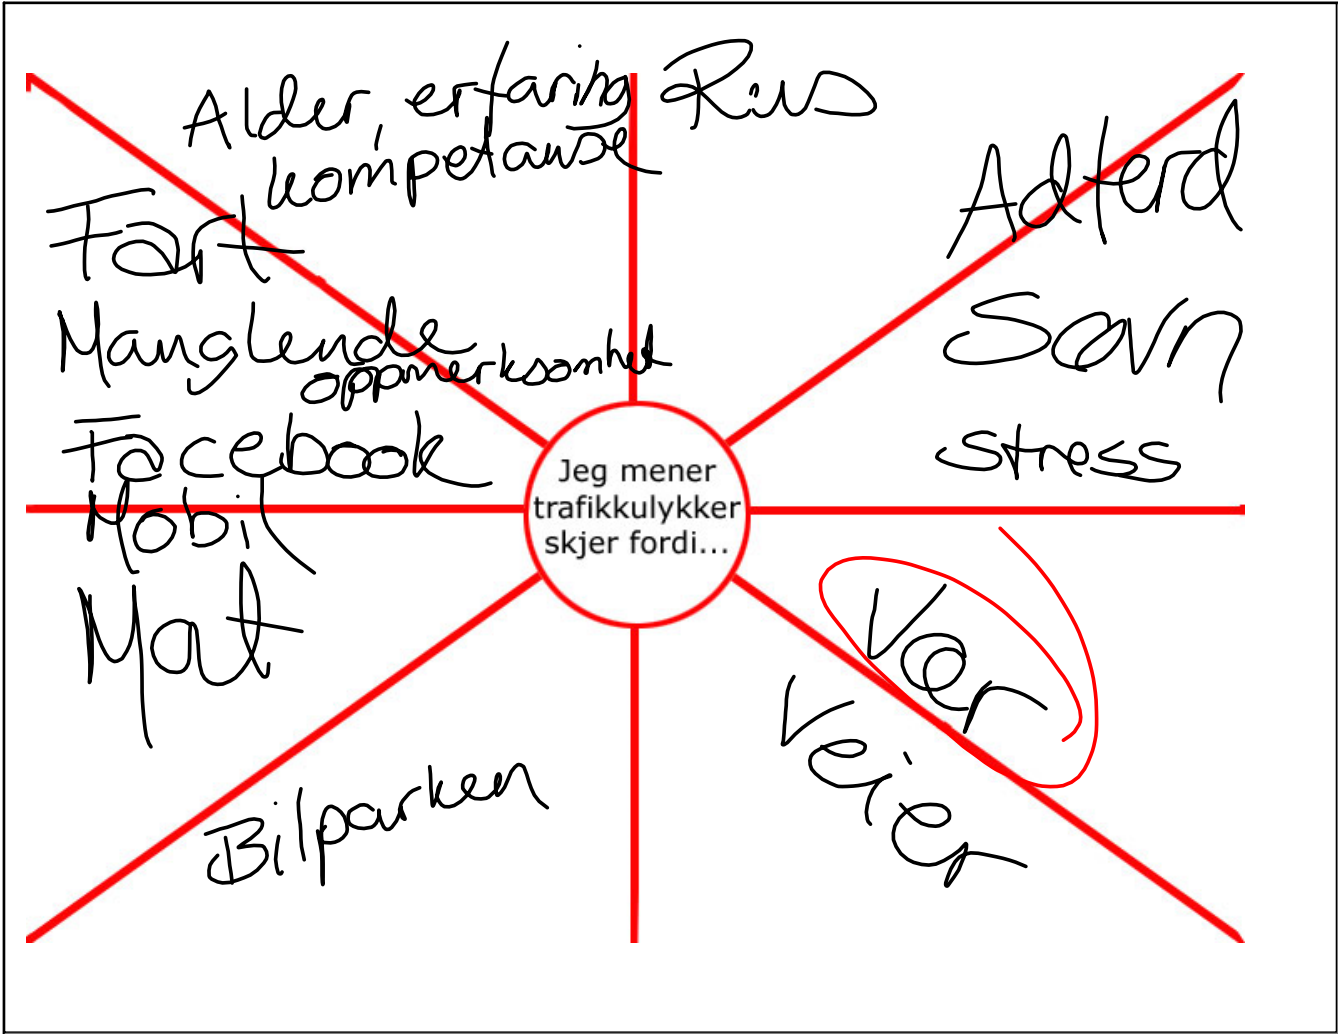 Alder, erfaring
kompetanse
Rus
Adferd
Fart
Manglende
oppmerksomhet
Søvn
Facebook
stress
Mobil
Mat
Jeg mener
trafikkulykker
skjer fordi...
Vær
Veier
Bilparken